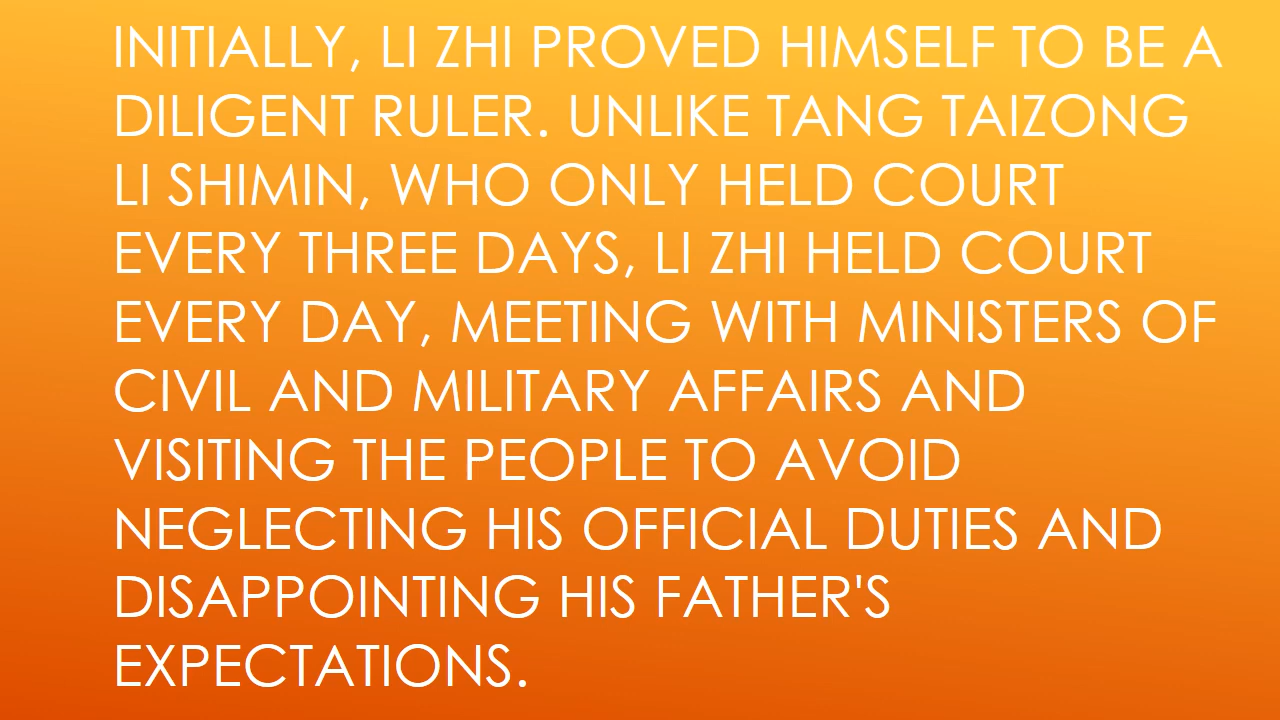 INITIALLY, LI ZHI PROVED HIMSELF TO BE A
DILIGENT RULER. UNLIKE TANG TAIZONG
LI SHIMIN, WHO ONLY HELD COURT
EVERY THREE DAYS, LI ZHI HELD COURT
EVERY DAY, MEETING WITH MINISTERS OF
CIVIL AND MILITARY AFFAIRS AND
VISITING THE PEOPLE TO AVOID
NEGLECTING HIS OFFICIAL DUTIES AND
DISAPPOINTING HIS FATHER'S
EXPECTATIONS.